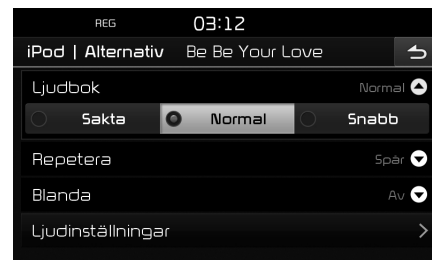 REG 03:12
iPod | Alternativ Be Be Your Love
Ljudbok Normal
Sakta Normal Snabb
Repetera Spår
Blanda Av
Ljudinställningar